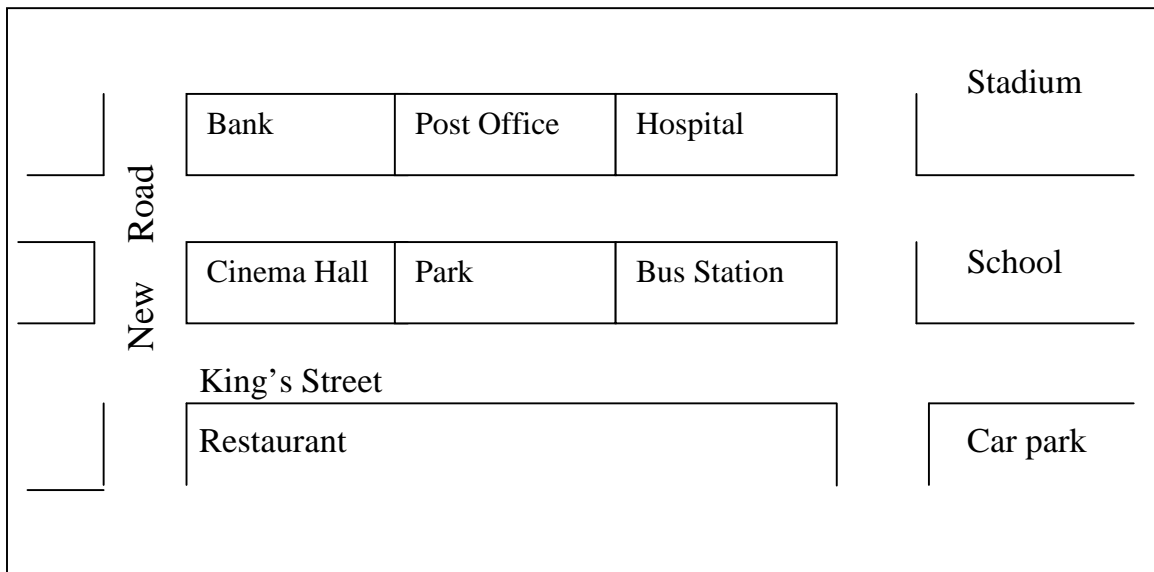 Stadium
Bank Post Office Hospital
New Road
Cinema Hall Park Bus Station School
King's Street
Restaurant Car park